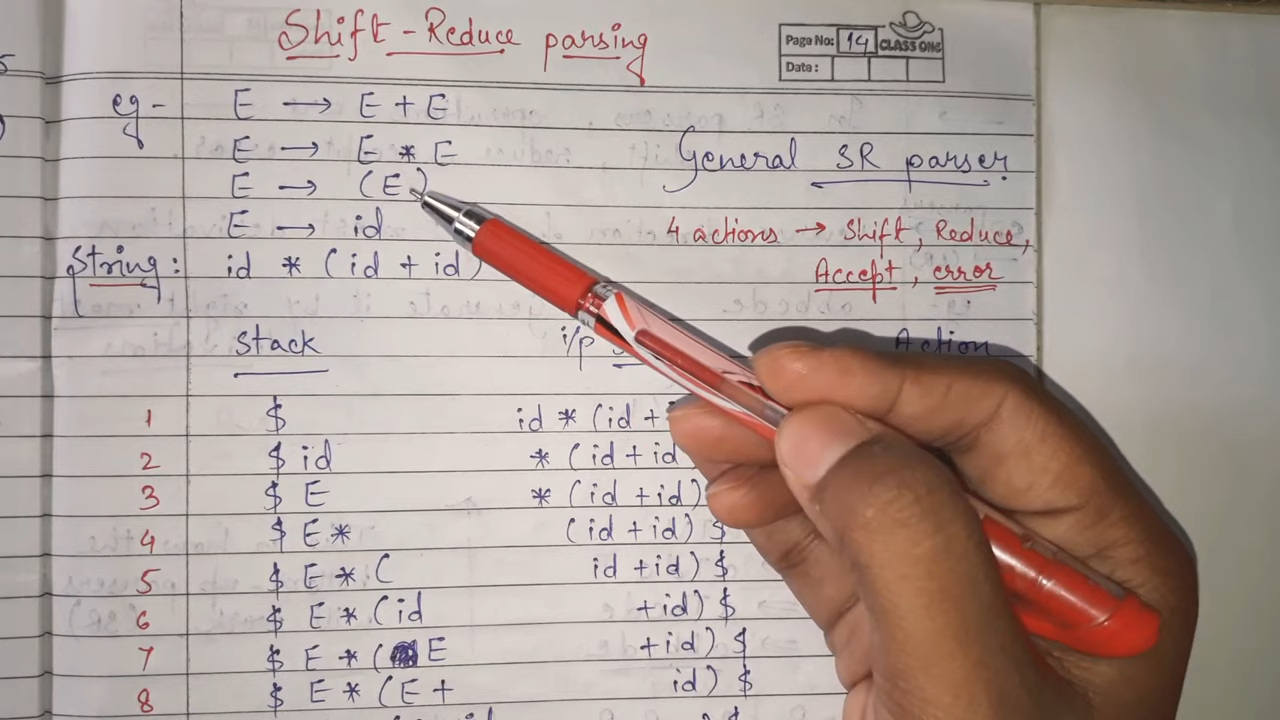 Shift-Reduce parsing
Page No: 14 CLASS ONE
Date:
eg- E → E + E
E → E * E
General SR parser
E → (E)
E → id
4 actions → Shift, Reduce,
Accept, error
String: id * (id + id)
Stack i/p Action
1 $ id * (id +
2 $ id * (id + id
3 $ E * (id + id)
4 $ E * (id + id) $
5 $ E * ( id + id) $
6 $ E * (id + id) $
7 $ E * ( E + id) $
8 $ E * (E + id) $